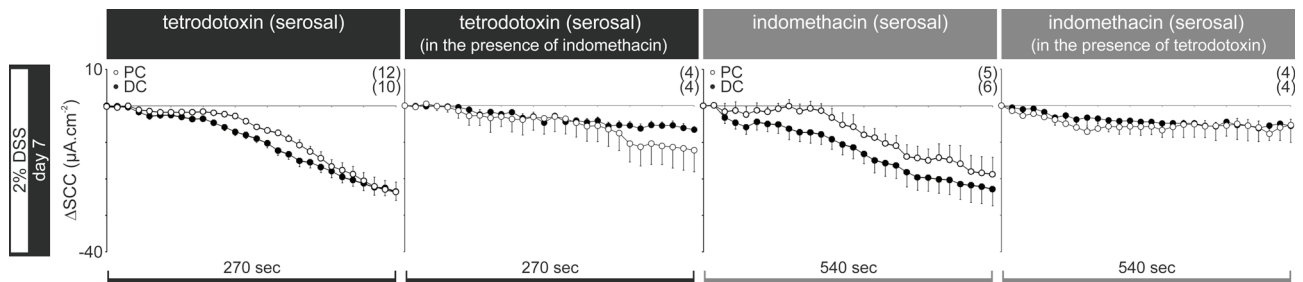 tetrodotoxin (serosal)
tetrodotoxin (serosal)
(in the presence of indomethacin)
indomethacin (serosal)
indomethacin (serosal)
(in the presence of tetrodotoxin)
2% DSS
day 7
ΔSCC (µA.cm⁻²)
10
-40
PC
DC
(12)
(10)
(4)
(4)
PC
DC
(5)
(6)
(4)
(4)
270 sec
270 sec
540 sec
540 sec